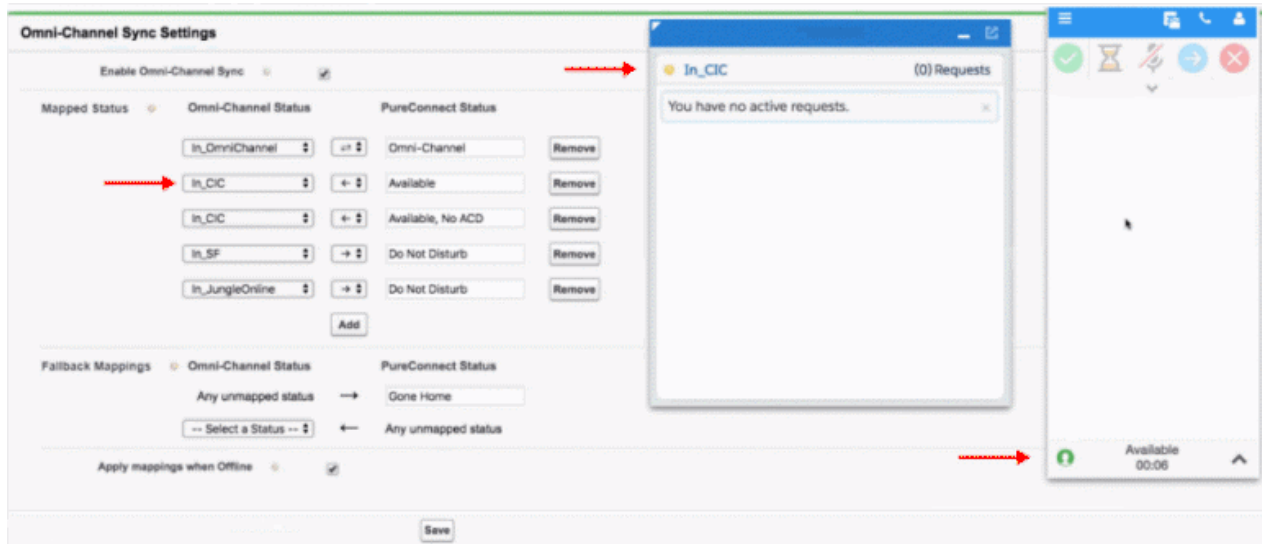 Omni-Channel Sync Settings
Enable Omni-Channel Sync
Mapped Status Omni-Channel Status PureConnect Status
In_OmniChannel ⇄ Omni-Channel Remove
In_CIC ← Available Remove
In_CIC ← Available, No ACD Remove
In_SF → Do Not Disturb Remove
In_JungleOnline → Do Not Disturb Remove
Add
Fallback Mappings Omni-Channel Status PureConnect Status
Any unmapped status → Gone Home
-- Select a Status -- ← Any unmapped status
Apply mappings when Offline
Save
In_CIC (0) Requests
You have no active requests. ×
Available
00:06